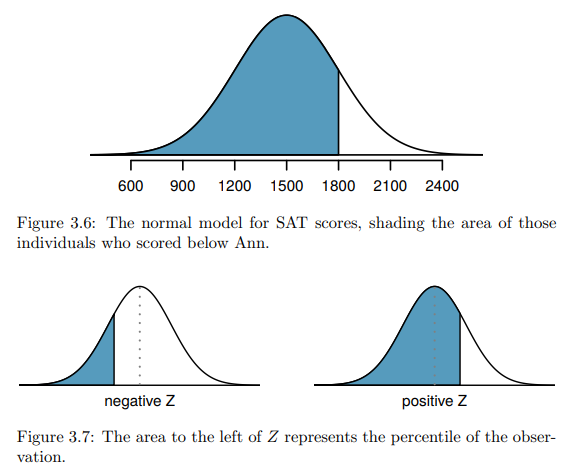 600 900 1200 1500 1800 2100 2400
Figure 3.6: The normal model for SAT scores, shading the area of those
individuals who scored below Ann.
negative Z positive Z
Figure 3.7: The area to the left of Z represents the percentile of the obser-
vation.